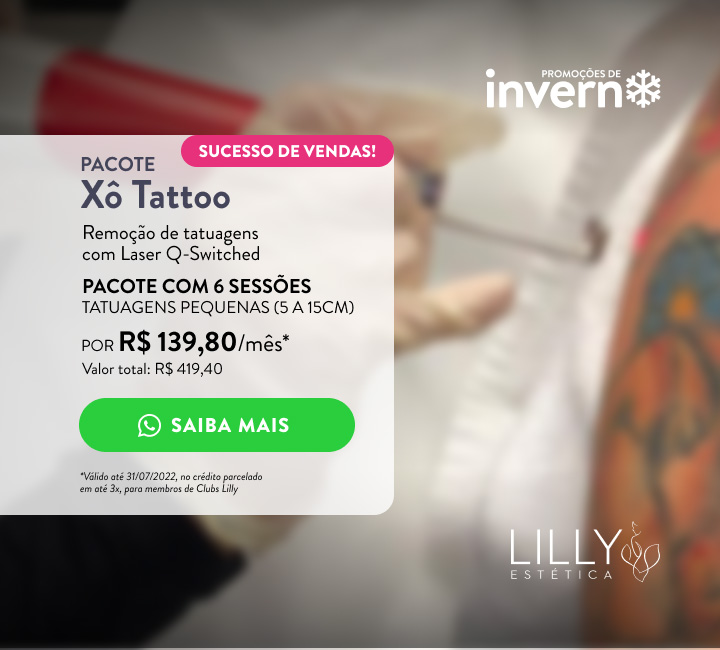 PROMOÇÕES DE
invern
SUCESSO DE VENDAS!
PACOTE
Xô Tattoo
Remoção de tatuagens
com Laser Q-Switched
PACOTE COM 6 SESSÕES
TATUAGENS PEQUENAS (5 A 15CM)
POR R$ 139,80/mês*
Valor total: R$ 419,40
SAIBA MAIS
*Válido até 31/07/2022, no crédito parcelado
em até 3x, para membros de Clubs Lilly
LILLY
ESTÉTICA